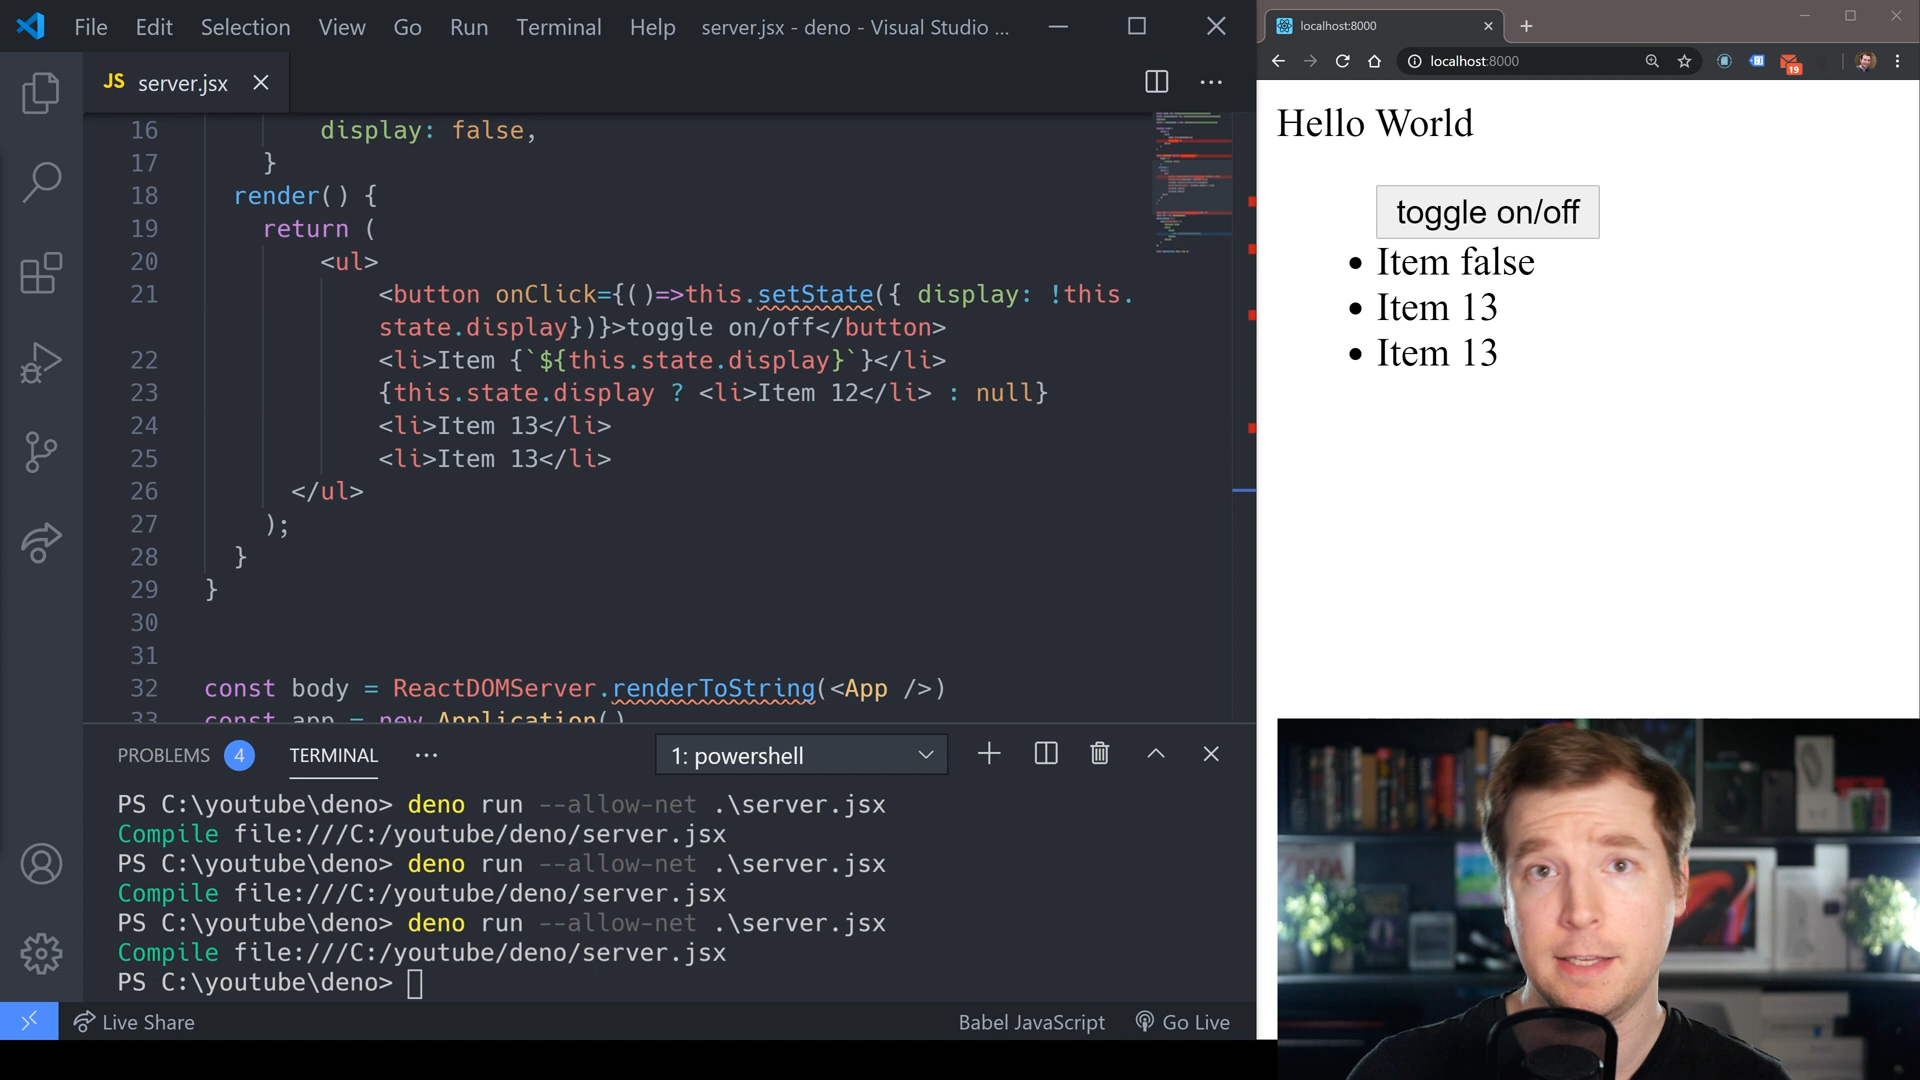 File Edit Selection View Go Run Terminal Help server.jsx - deno - Visual Studio ...
JS server.jsx
16 display: false,
17 }
18 render() {
19 return (
20 <ul>
21 <button onClick={()=>this.setState({ display: !this.
state.display})}>toggle on/off</button>
22 <li>Item {`${this.state.display}`}</li>
23 {this.state.display ? <li>Item 12</li> : null}
24 <li>Item 13</li>
25 <li>Item 13</li>
26 </ul>
27 );
28 }
29 }
30
31
32 const body = ReactDOMServer.renderToString(<App />)
33 const app = new Application()
PROBLEMS 4 TERMINAL ... 1: powershell
PS C:\youtube\deno> deno run --allow-net .\server.jsx
Compile file:///C:/youtube/deno/server.jsx
PS C:\youtube\deno> deno run --allow-net .\server.jsx
Compile file:///C:/youtube/deno/server.jsx
PS C:\youtube\deno> deno run --allow-net .\server.jsx
Compile file:///C:/youtube/deno/server.jsx
PS C:\youtube\deno>
Live Share Babel JavaScript Go Live
localhost:8000
localhost:8000
19
Hello World
toggle on/off
• Item false
• Item 13
• Item 13